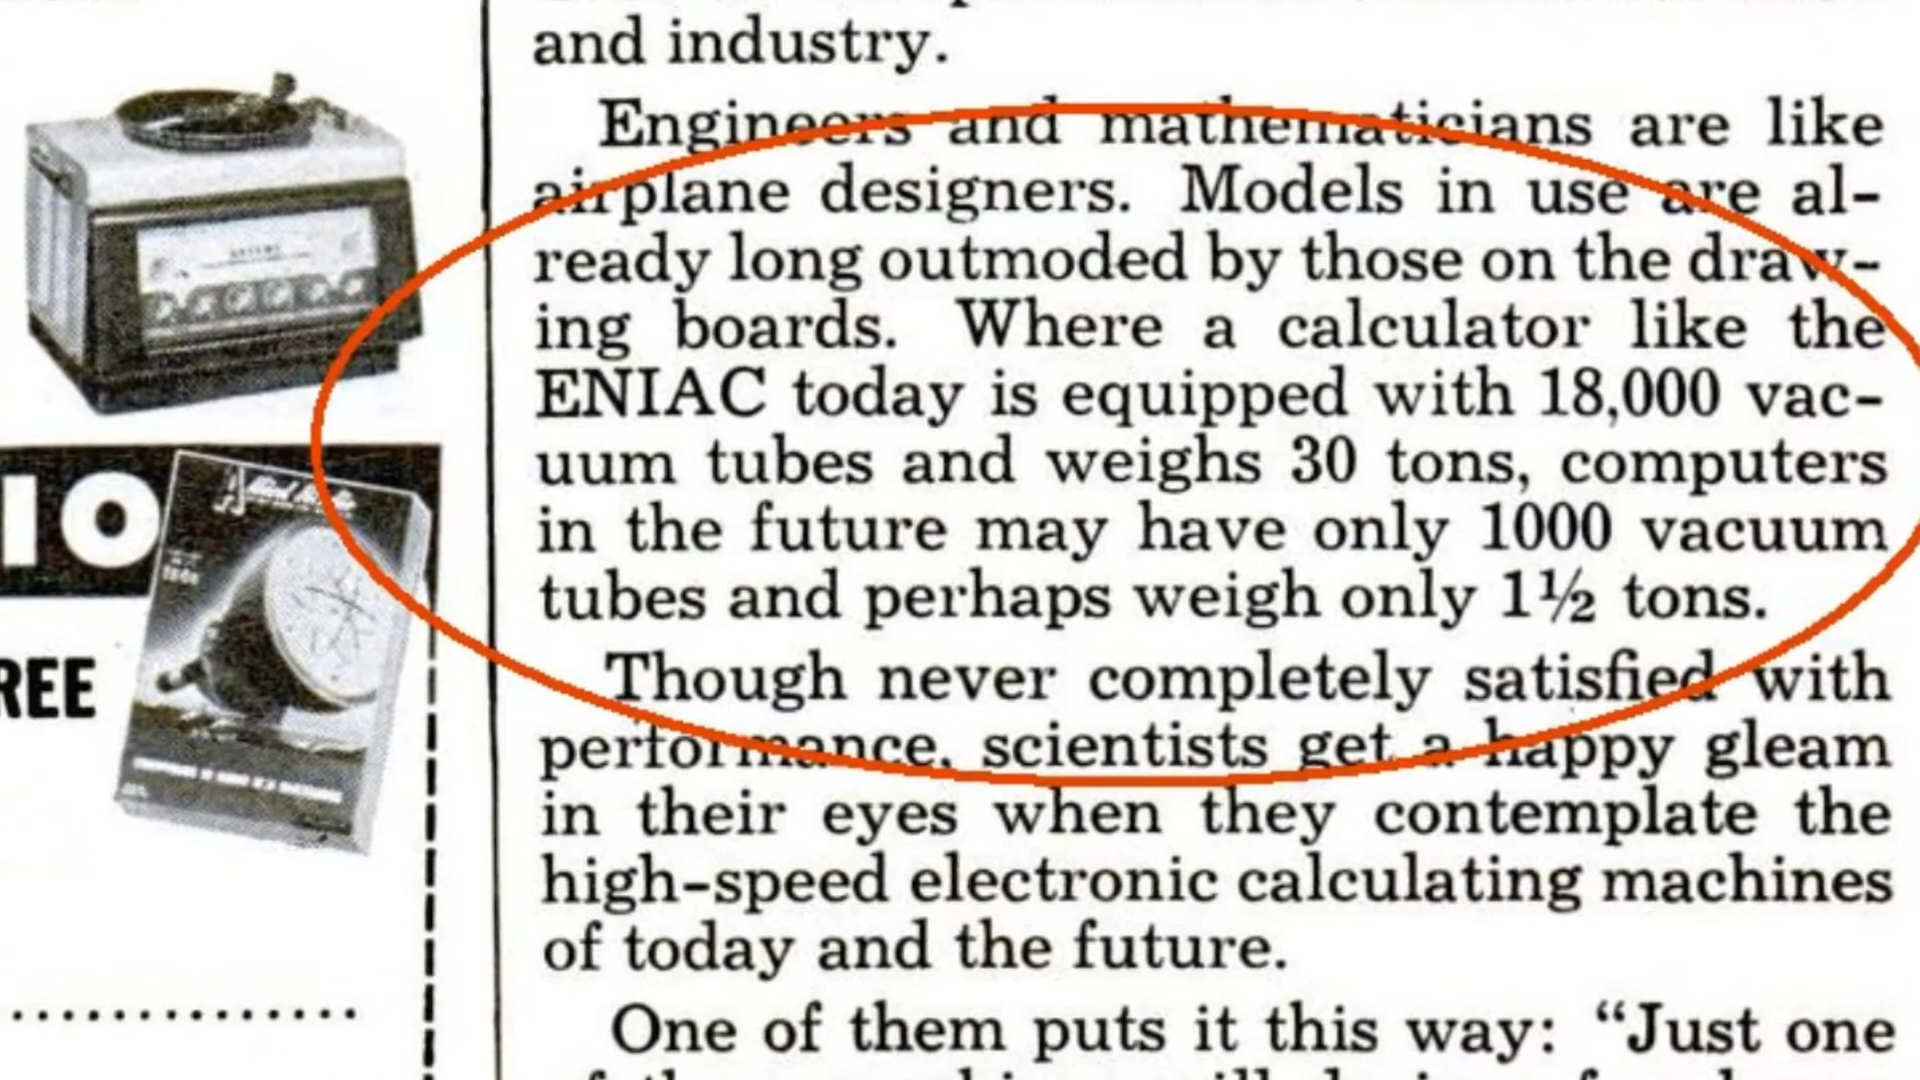 and industry.
Engineers and mathematicians are like
airplane designers. Models in use are al-
ready long outmoded by those on the draw-
ing boards. Where a calculator like the
ENIAC today is equipped with 18,000 vac-
uum tubes and weighs 30 tons, computers
in the future may have only 1000 vacuum
tubes and perhaps weigh only 1½ tons.
Though never completely satisfied with
performance, scientists get a happy gleam
in their eyes when they contemplate the
high-speed electronic calculating machines
of today and the future.
One of them puts it this way: “Just one
IO
REE